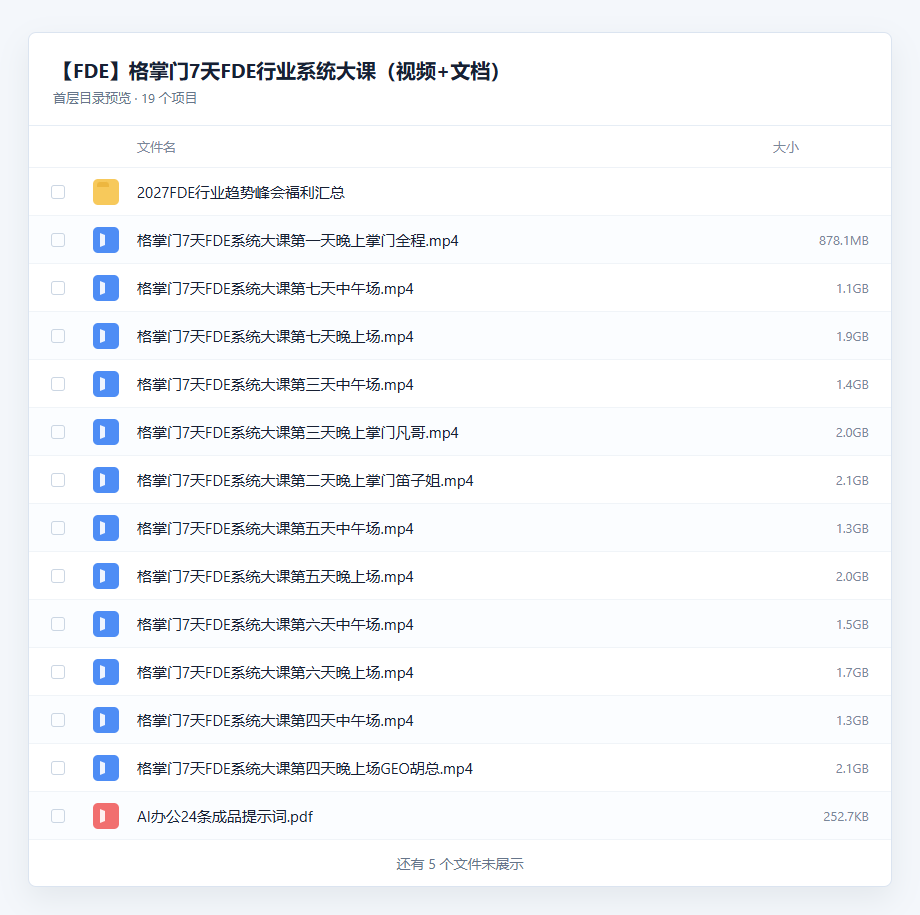 【FDE】格掌门7天FDE行业系统大课（视频+文档）
首层目录预览 · 19 个项目
文件名 大小
2027FDE行业趋势峰会福利汇总
格掌门7天FDE系统大课第一天晚上掌门全程.mp4 878.1MB
格掌门7天FDE系统大课第七天中午场.mp4 1.1GB
格掌门7天FDE系统大课第七天晚上场.mp4 1.9GB
格掌门7天FDE系统大课第三天中午场.mp4 1.4GB
格掌门7天FDE系统大课第三天晚上掌门凡哥.mp4 2.0GB
格掌门7天FDE系统大课第二天晚上掌门笛子姐.mp4 2.1GB
格掌门7天FDE系统大课第五天中午场.mp4 1.3GB
格掌门7天FDE系统大课第五天晚上场.mp4 2.0GB
格掌门7天FDE系统大课第六天中午场.mp4 1.5GB
格掌门7天FDE系统大课第六天晚上场.mp4 1.7GB
格掌门7天FDE系统大课第四天中午场.mp4 1.3GB
格掌门7天FDE系统大课第四天晚上场GEO胡总.mp4 2.1GB
AI办公24条成品提示词.pdf 252.7KB
还有 5 个文件未展示